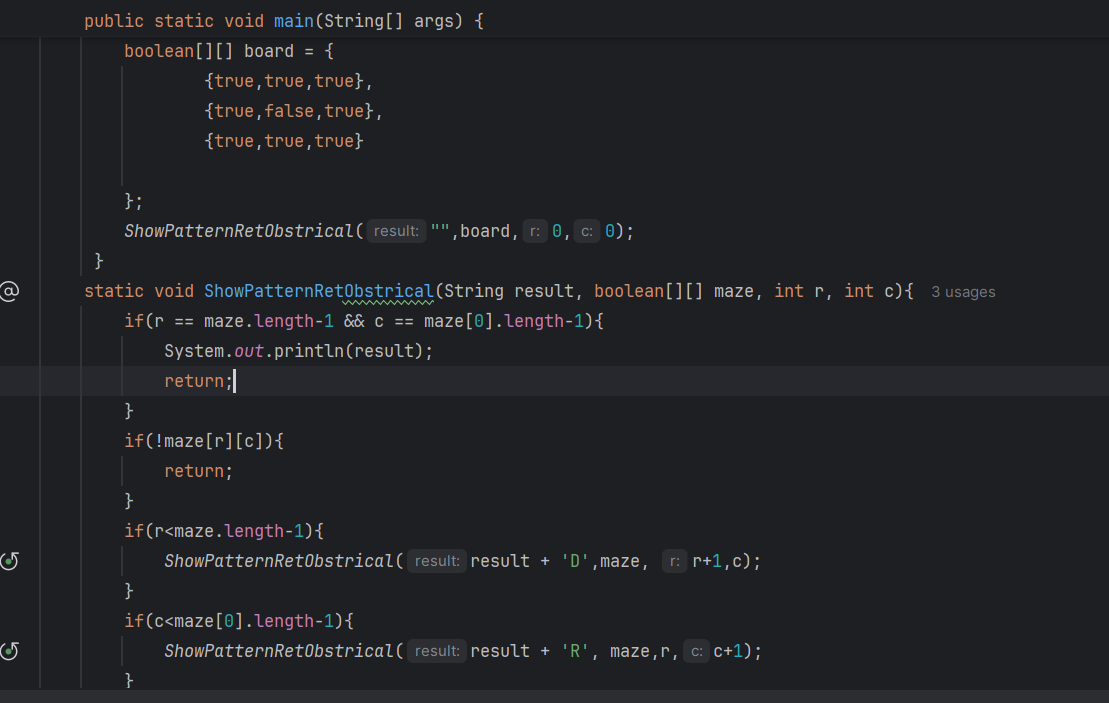 public static void main(String[] args) {
boolean[][] board = {
{true,true,true},
{true,false,true},
{true,true,true}
};
ShowPatternRetObstrical( result: "",board, r: 0, c: 0);
}
static void ShowPatternRetObstrical(String result, boolean[][] maze, int r, int c){ 3 usages
if(r == maze.length-1 && c == maze[0].length-1){
System.out.println(result);
return;
}
if(!maze[r][c]){
return;
}
if(r<maze.length-1){
ShowPatternRetObstrical( result: result + 'D',maze, r: r+1,c);
}
if(c<maze[0].length-1){
ShowPatternRetObstrical( result: result + 'R', maze,r, c: c+1);
}